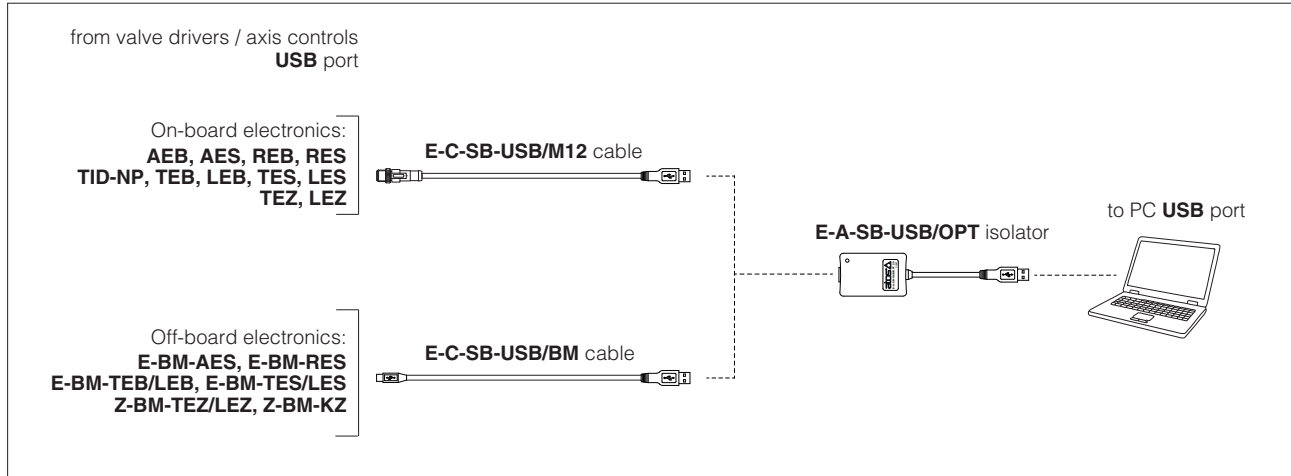 from valve drivers / axis controls
USB port
On-board electronics:
AEB, AES, REB, RES
TID-NP, TEB, LEB, TES, LES
TEZ, LEZ
E-C-SB-USB/M12 cable
Off-board electronics:
E-BM-AES, E-BM-RES
E-BM-TEB/LEB, E-BM-TES/LES
Z-BM-TEZ/LEZ, Z-BM-KZ
E-C-SB-USB/BM cable
E-A-SB-USB/OPT isolator
atos
to PC USB port